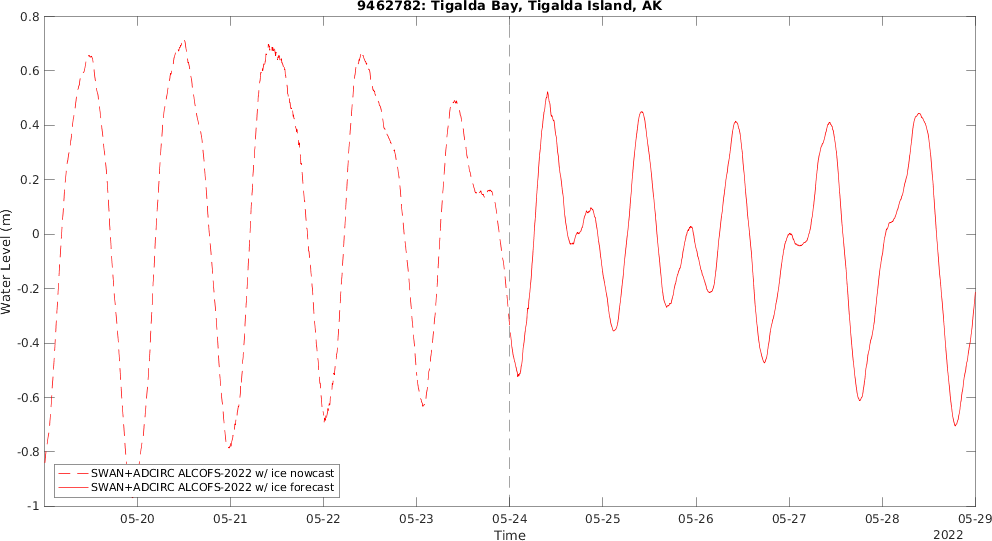 9462782: Tigalda Bay, Tigalda Island, AK
0.8
0.6
0.4
0.2
0
-0.2
-0.4
-0.6
-0.8
-1
Water Level (m)
SWAN+ADCIRC ALCOFS-2022 w/ ice nowcast
SWAN+ADCIRC ALCOFS-2022 w/ ice forecast
05-20 05-21 05-22 05-23 05-24 05-25 05-26 05-27 05-28 05-29
Time
2022